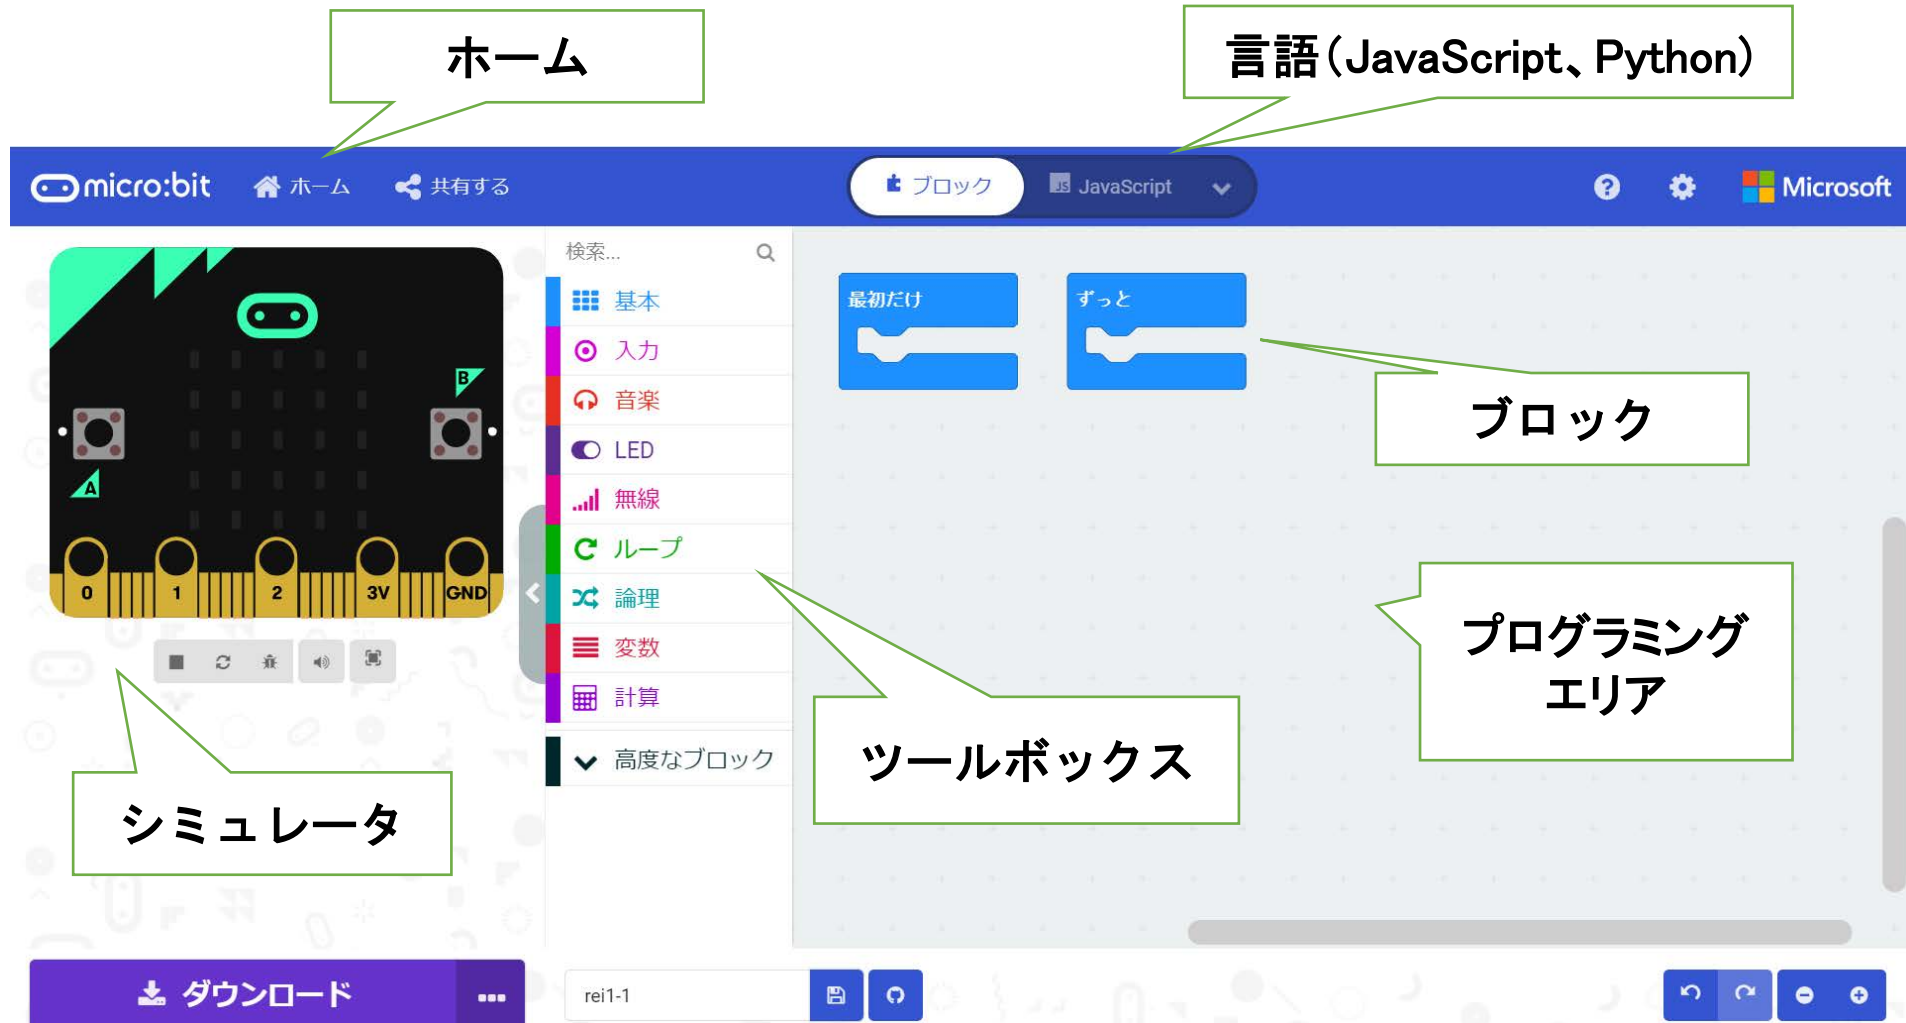 ホーム
言語(JavaScript、Python)
micro:bit
ホーム
共有する
ブロック
JS
JavaScript
Microsoft
検索...
基本
入力
音楽
LED
無線
ループ
論理
変数
計算
高度なブロック
最初だけ
ずっと
B
A
0
1
2
3V
GND
ブロック
プログラミング
エリア
ツールボックス
シミュレータ
ダウンロード
rei1-1